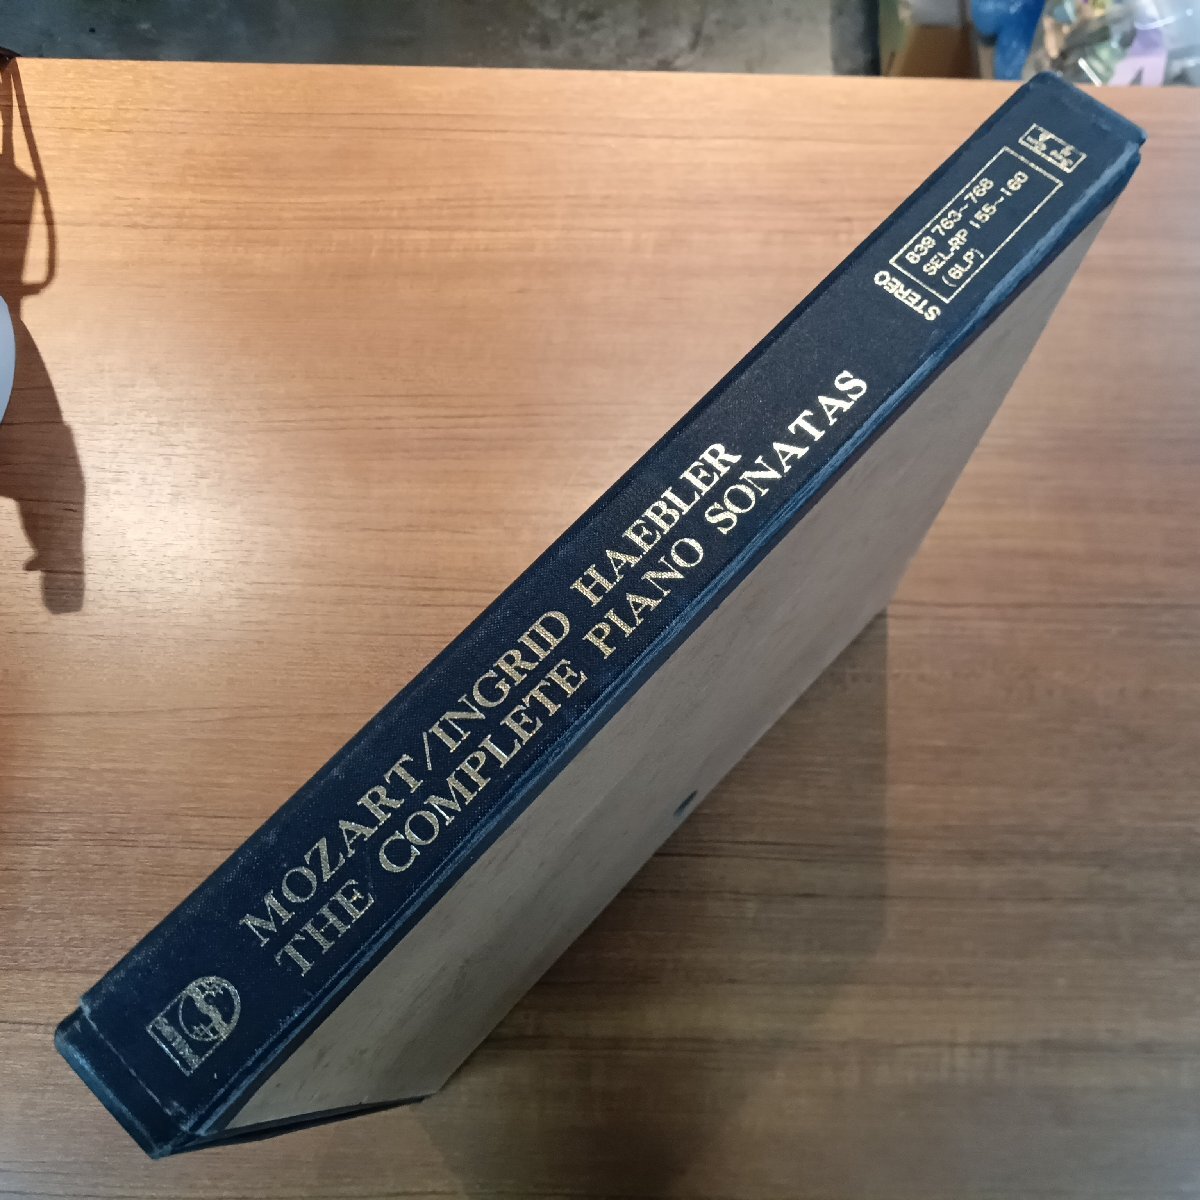 MOZART/INGRID HAEBLER
THE COMPLETE PIANO SONATAS
STEREO
839 763~768
SEL-RP 155~160
(6LP)